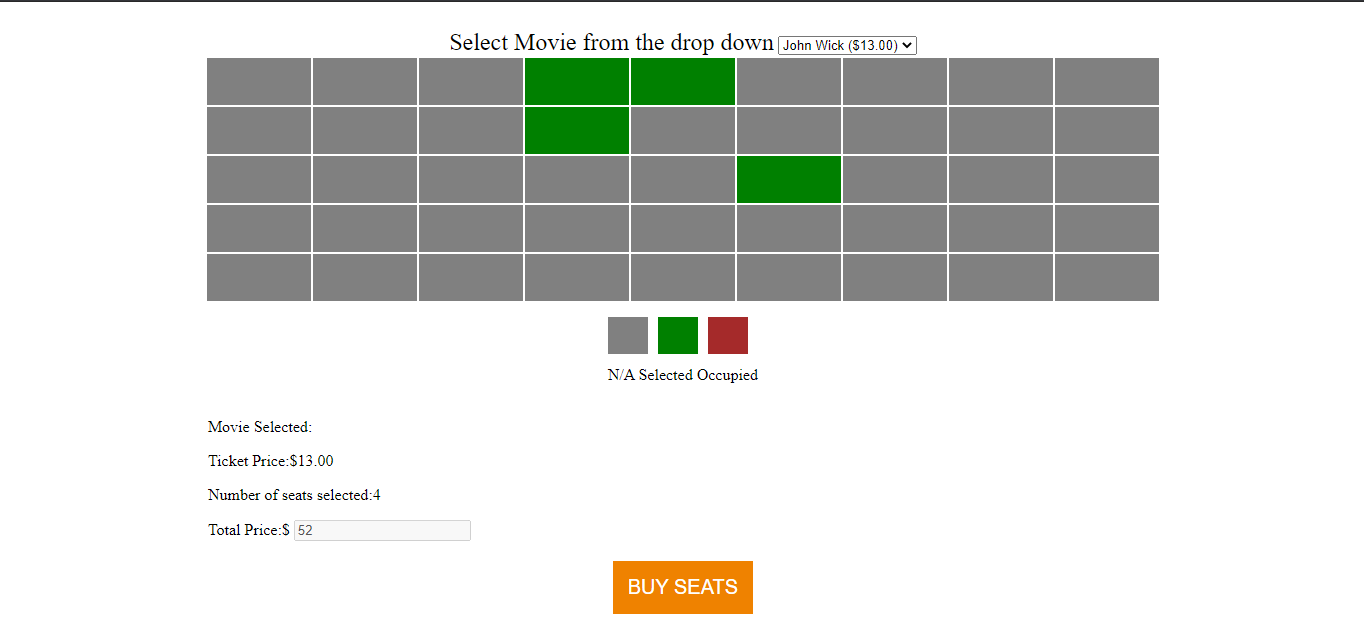 Select Movie from the drop down John Wick ($13.00)
N/A Selected Occupied
Movie Selected:
Ticket Price:$13.00
Number of seats selected:4
Total Price:$ 52
BUY SEATS